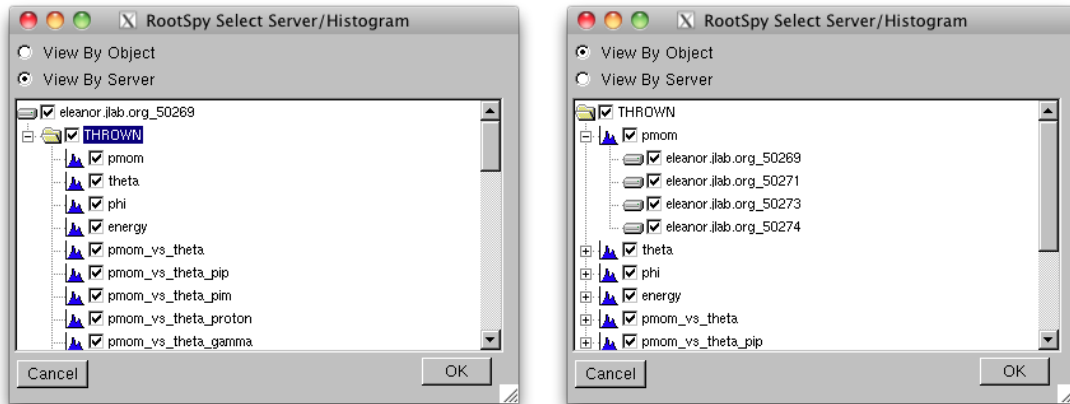 RootSpy Select Server/Histogram
View By Object
View By Server
eleanor.jlab.org_50269
THROWN
pmom
theta
phi
energy
pmom_vs_theta
pmom_vs_theta_pip
pmom_vs_theta_pim
pmom_vs_theta_proton
pmom_vs_theta_gamma
Cancel
OK
RootSpy Select Server/Histogram
View By Object
View By Server
THROWN
pmom
eleanor.jlab.org_50269
eleanor.jlab.org_50271
eleanor.jlab.org_50273
eleanor.jlab.org_50274
theta
phi
energy
pmom_vs_theta
pmom_vs_theta_pip
Cancel
OK